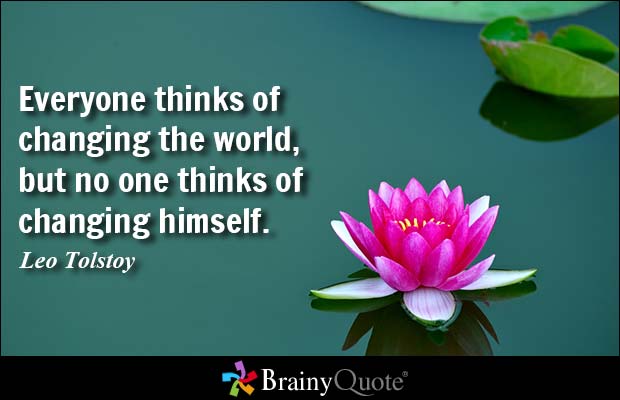 Everyone thinks of
changing the world,
but no one thinks of
changing himself.
Leo Tolstoy
BrainyQuote®